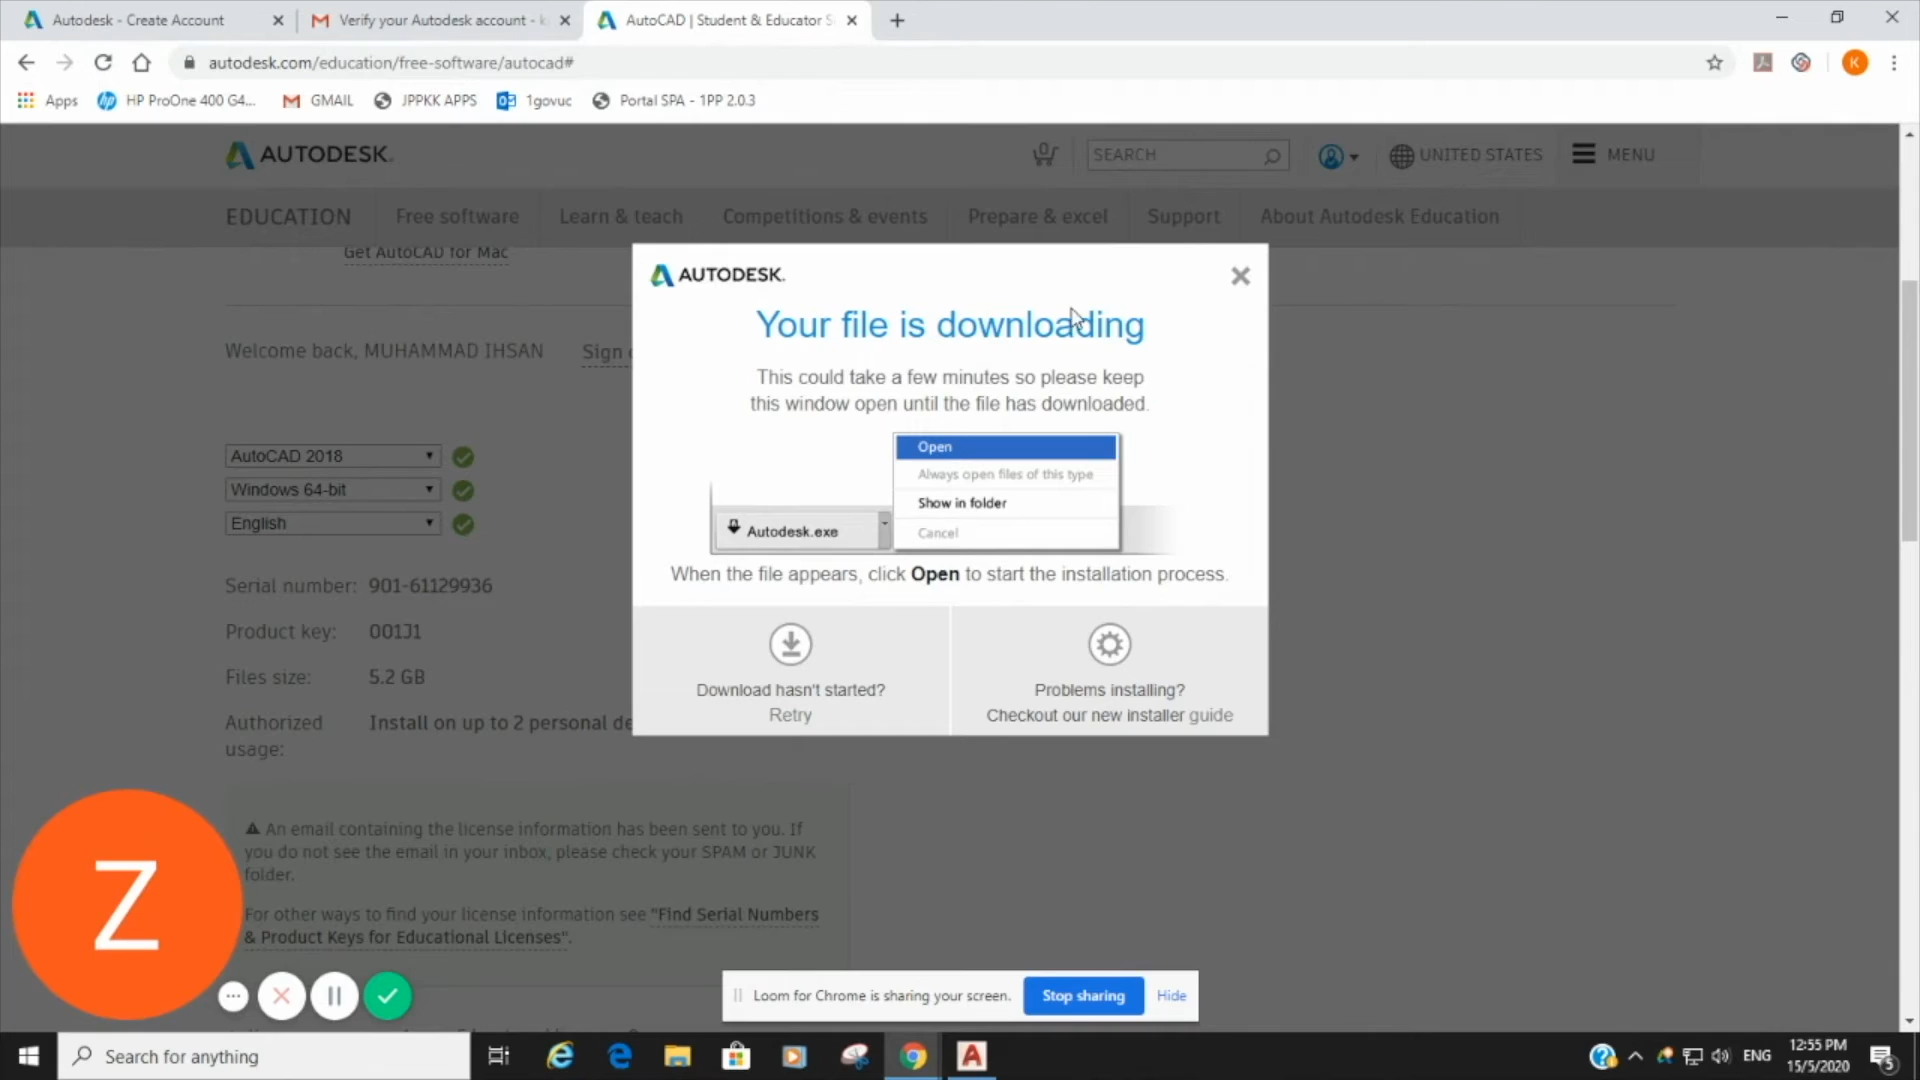 Autodesk - Create Account
Verify your Autodesk account -
AutoCAD | Student & Educator S
autodesk.com/education/free-software/autocad#
K
Apps
HP ProOne 400 G4...
GMAIL
JPPKK APPS
1govuc
Portal SPA - 1PP 2.0.3
AUTODESK.
0
SEARCH
UNITED STATES
MENU
EDUCATION
Free software
Learn & teach
Competitions & events
Prepare & excel
Support
About Autodesk Education
Get AutoCAD for Mac
Welcome back, MUHAMMAD IHSAN
Sign
AutoCAD 2018
Windows 64-bit
English
Serial number: 901-61129936
Product key: 001J1
Files size: 5.2 GB
Authorized usage:
Install on up to 2 personal de
An email containing the license information has been sent to you. If
you do not see the email in your inbox, please check your SPAM or JUNK
folder.
For other ways to find your license information see "Find Serial Numbers
& Product Keys for Educational Licenses".
AUTODESK.
Your file is downloading
This could take a few minutes so please keep
this window open until the file has downloaded.
Open
Always open files of this type
Show in folder
Cancel
Autodesk.exe
When the file appears, click Open to start the installation process.
Download hasn't started?
Retry
Problems installing?
Checkout our new installer guide
Z
Loom for Chrome is sharing your screen.
Stop sharing
Hide
Search for anything
ENG
12:55 PM
15/5/2020
5